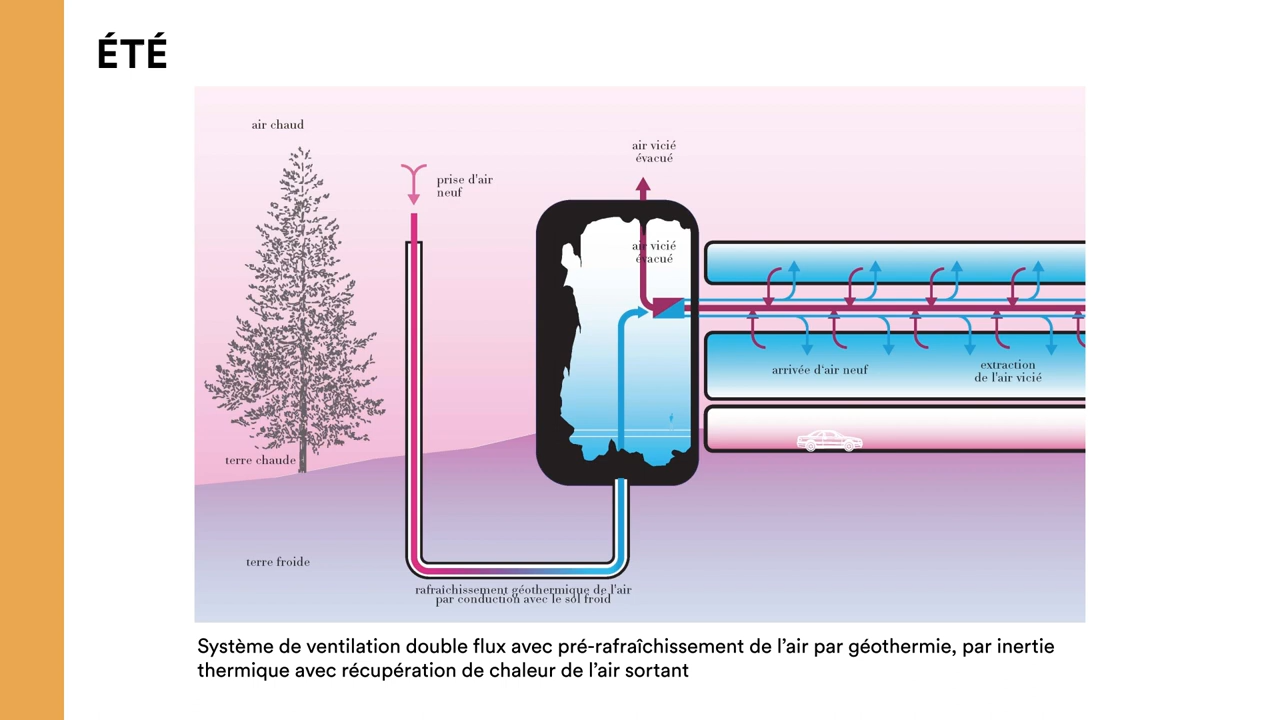 ÉTÉ
air chaud
prise d'air
neuf
air vicié
évacué
air vicié
évacué
arrivée d'air neuf
extraction
de l'air vicié
terre chaude
terre froide
rafraîchissement géothermique de l'air
par conduction avec le sol froid
Système de ventilation double flux avec pré-rafraîchissement de l’air par géothermie, par inertie
thermique avec récupération de chaleur de l’air sortant